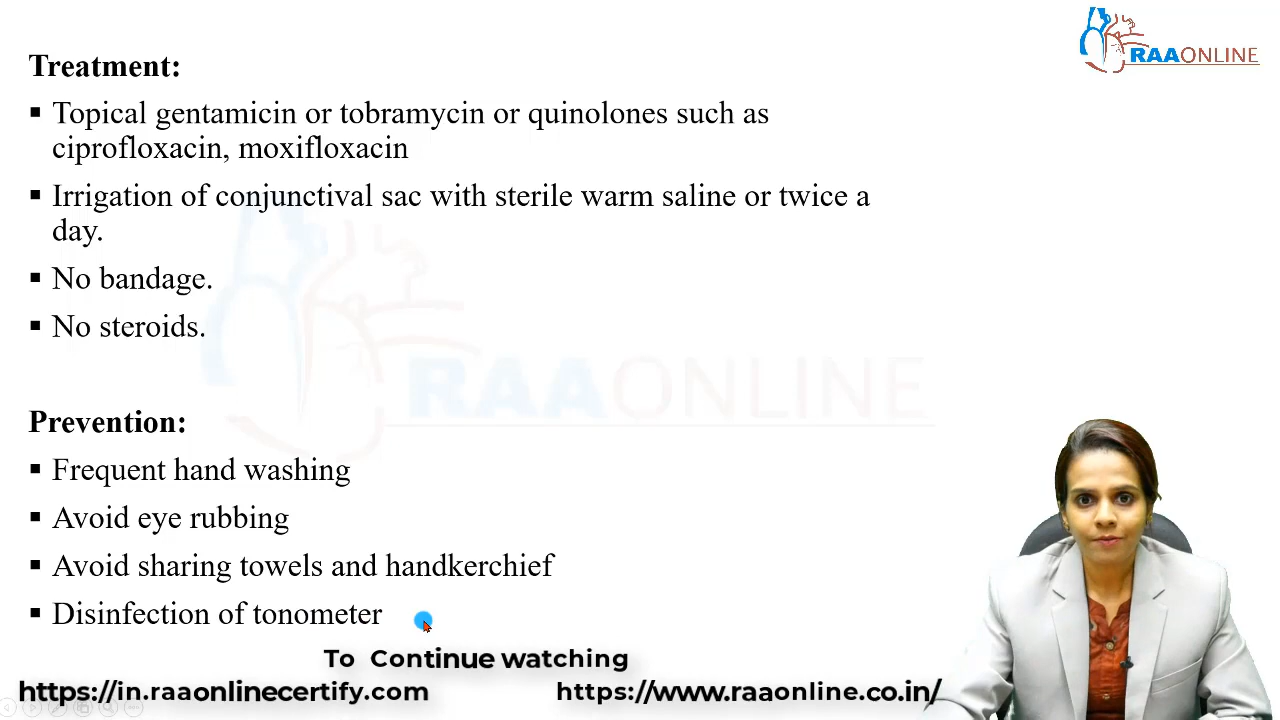 RAAONLINE
Treatment:
▪ Topical gentamicin or tobramycin or quinolones such as
ciprofloxacin, moxifloxacin
▪ Irrigation of conjunctival sac with sterile warm saline or twice a
day.
▪ No bandage.
▪ No steroids.
RAAONLINE
Prevention:
▪ Frequent hand washing
▪ Avoid eye rubbing
▪ Avoid sharing towels and handkerchief
▪ Disinfection of tonometer
To Continue watching
https://in.raaonlinecertify.com https://www.raaonline.co.in/